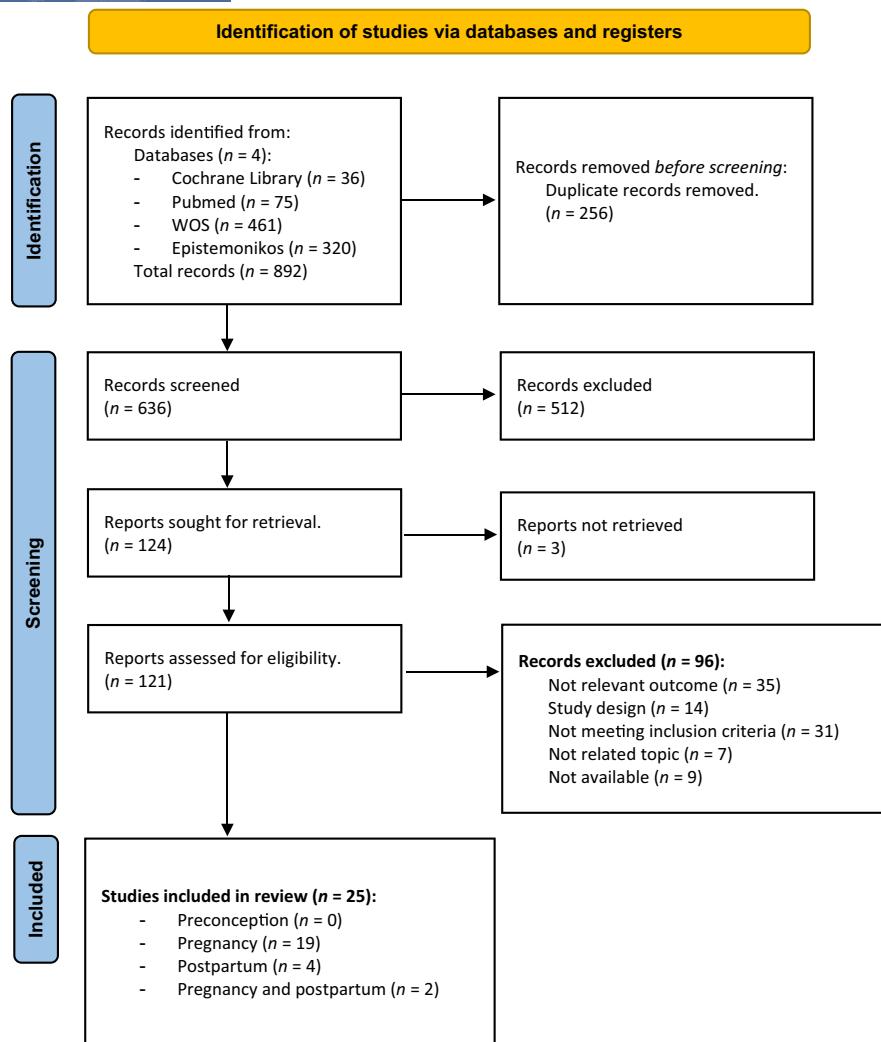 Identification of studies via databases and registers
Identification
Records identified from:
Databases (n = 4):
- Cochrane Library (n = 36)
- Pubmed (n = 75)
- WOS (n = 461)
- Epistemonikos (n = 320)
Total records (n = 892)
Records removed before screening:
Duplicate records removed.
(n = 256)
Screening
Records screened
(n = 636)
Records excluded
(n = 512)
Reports sought for retrieval.
(n = 124)
Reports not retrieved
(n = 3)
Reports assessed for eligibility.
(n = 121)
Records excluded (n = 96):
Not relevant outcome (n = 35)
Study design (n = 14)
Not meeting inclusion criteria (n = 31)
Not related topic (n = 7)
Not available (n = 9)
Included
Studies included in review (n = 25):
- Preconception (n = 0)
- Pregnancy (n = 19)
- Postpartum (n = 4)
- Pregnancy and postpartum (n = 2)